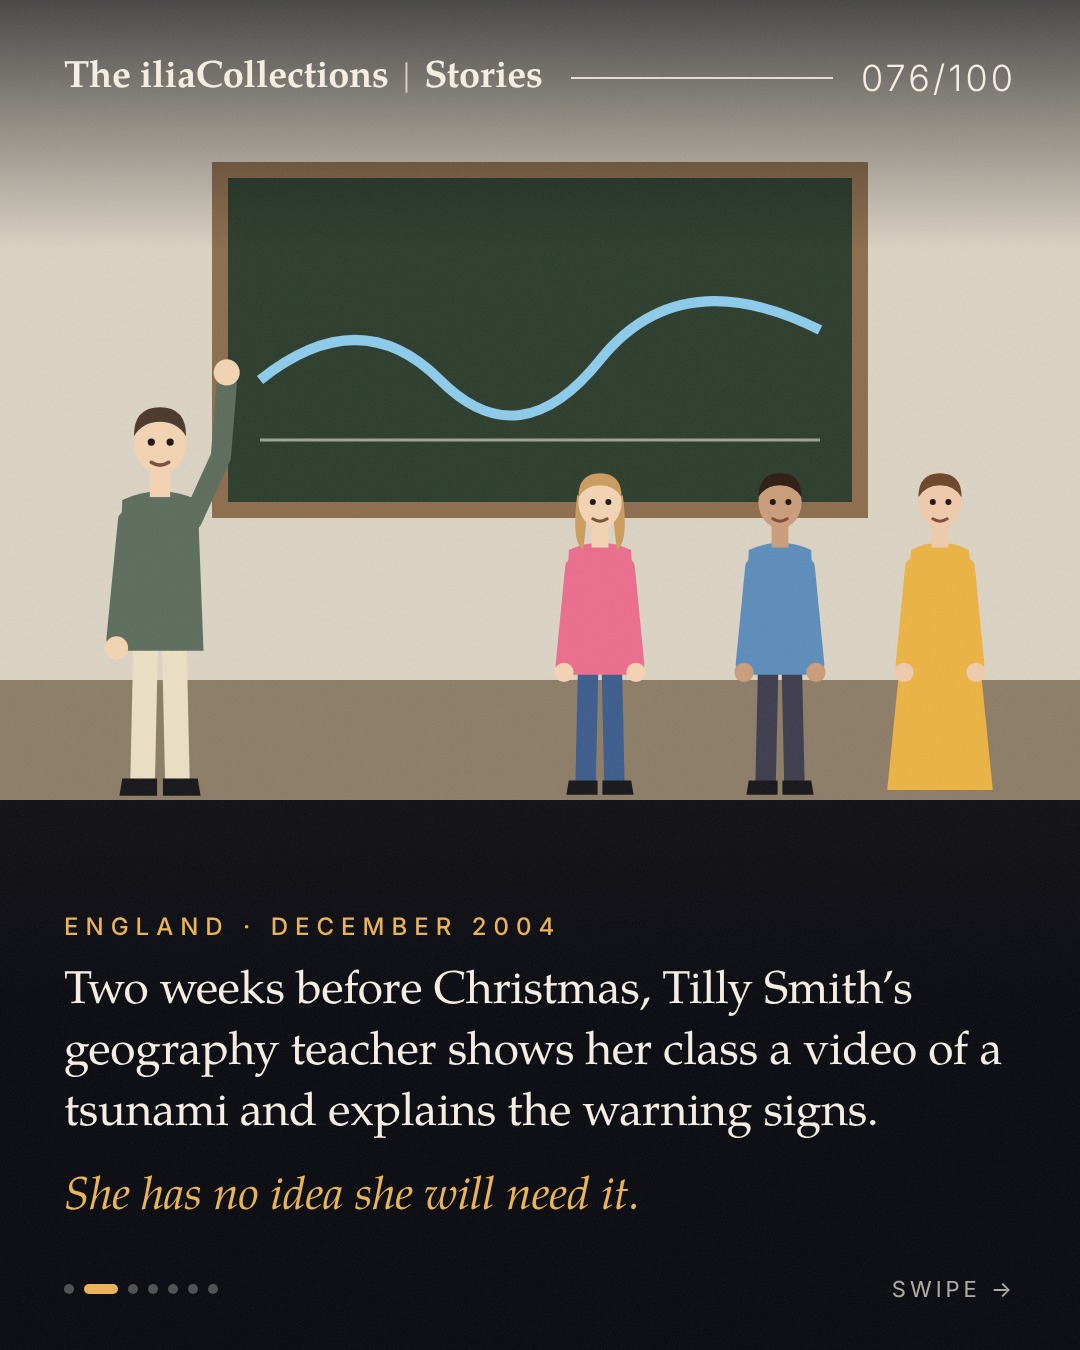 The iliaCollections | Stories 076/100
ENGLAND · DECEMBER 2004
Two weeks before Christmas, Tilly Smith’s
geography teacher shows her class a video of a
tsunami and explains the warning signs.
She has no idea she will need it.
SWIPE →